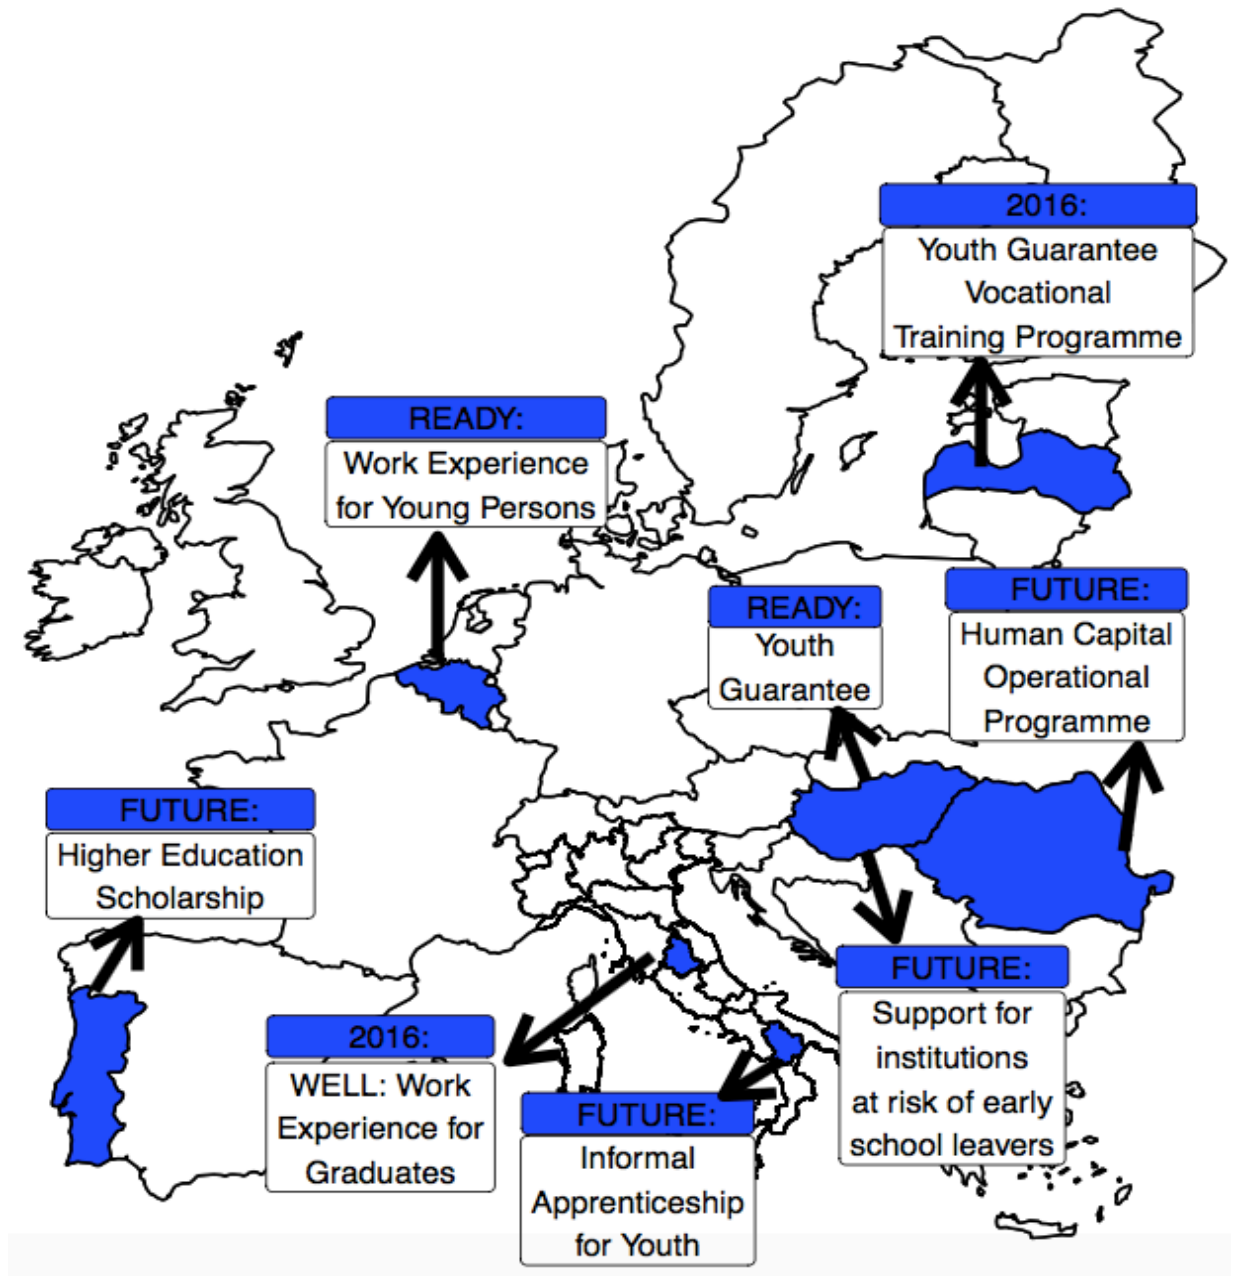 2016:
Youth Guarantee
Vocational
Training Programme
READY:
Work Experience
for Young Persons
READY:
Youth
Guarantee
FUTURE:
Human Capital
Operational
Programme
FUTURE:
Higher Education
Scholarship
2016:
WELL: Work
Experience for
Graduates
FUTURE:
Informal
Apprenticeship
for Youth
FUTURE:
Support for
institutions
at risk of early
school leavers